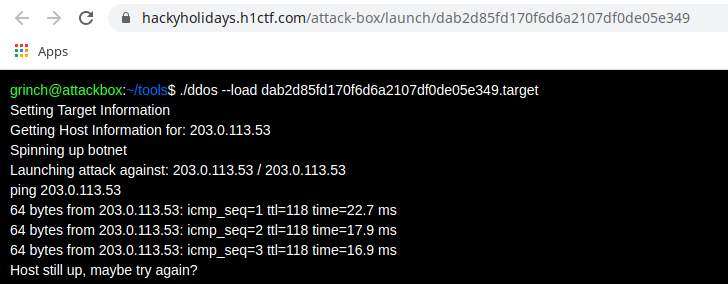 hackyholidays.h1ctf.com/attack-box/launch/dab2d85fd170f6d6a2107df0de05e349
Apps
grinch@attackbox:~/tools$ ./ddos --load dab2d85fd170f6d6a2107df0de05e349.target
Setting Target Information
Getting Host Information for: 203.0.113.53
Spinning up botnet
Launching attack against: 203.0.113.53 / 203.0.113.53
ping 203.0.113.53
64 bytes from 203.0.113.53: icmp_seq=1 ttl=118 time=22.7 ms
64 bytes from 203.0.113.53: icmp_seq=2 ttl=118 time=17.9 ms
64 bytes from 203.0.113.53: icmp_seq=3 ttl=118 time=16.9 ms
Host still up, maybe try again?